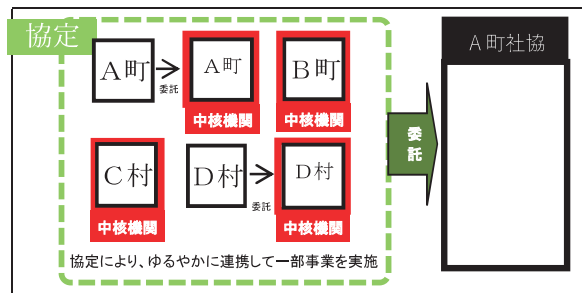 協定
A町
委託
A町
中核機関
B町
中核機関
C村
中核機関
D村
委託
D村
中核機関
協定により、ゆるやかに連携して一部事業を実施
委託
A町社協